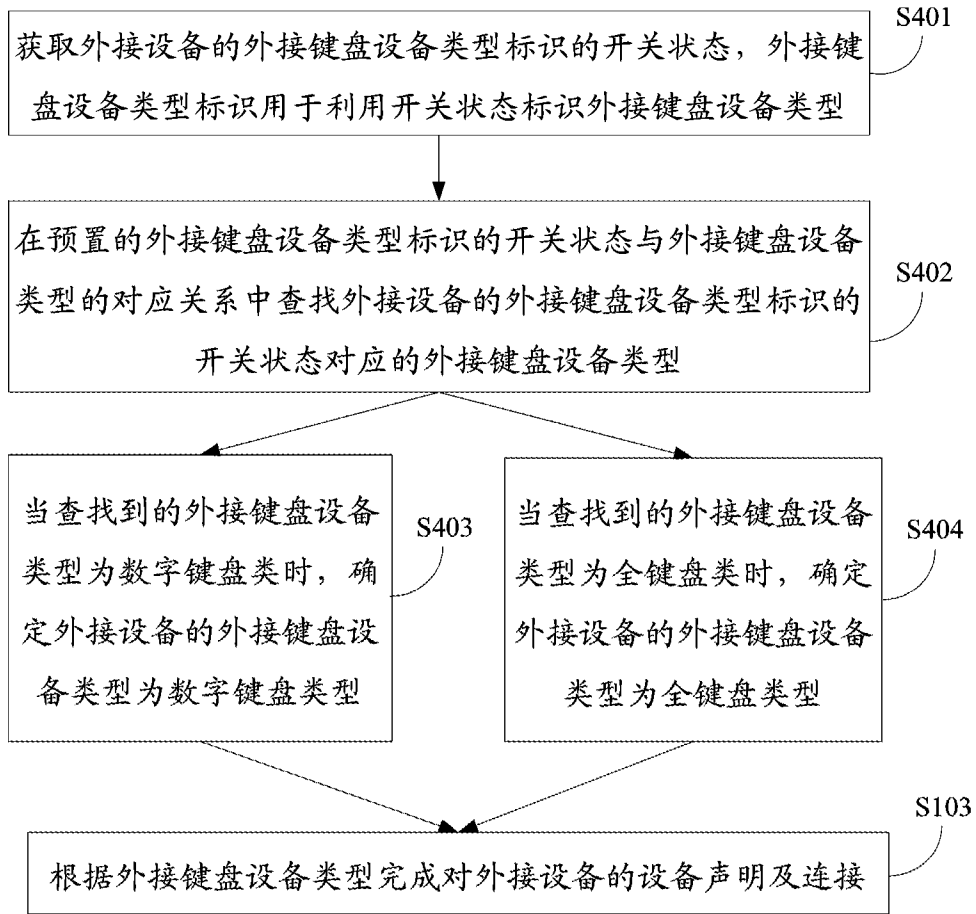 获取外接设备的外接键盘设备类型标识的开关状态，外接键
盘设备类型标识用于利用开关状态标识外接键盘设备类型
S401
在预置的外接键盘设备类型标识的开关状态与外接键盘设备
类型的对应关系中查找外接设备的外接键盘设备类型标识的
开关状态对应的外接键盘设备类型
S402
当查找到的外接键盘设备
类型为数字键盘类时，确
定外接设备的外接键盘设
备类型为数字键盘类型
S403
当查找到的外接键盘设备
类型为全键盘类时，确定
外接设备的外接键盘设备
类型为全键盘类型
S404
根据外接键盘设备类型完成对外接设备的设备声明及连接
S103